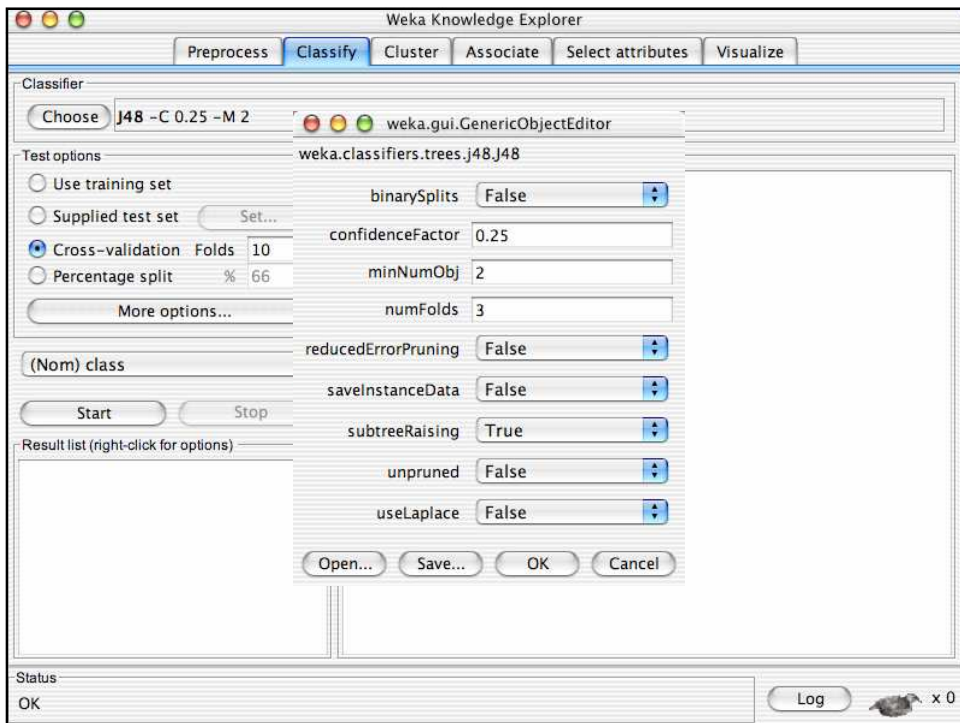 Weka Knowledge Explorer
Preprocess Classify Cluster Associate Select attributes Visualize
Classifier
Choose J48 -C 0.25 -M 2
weka.gui.GenericObjectEditor
weka.classifiers.trees.j48.J48
binarySplits False
confidenceFactor 0.25
minNumObj 2
numFolds 3
reducedErrorPruning False
saveInstanceData False
subtreeRaising True
unpruned False
useLaplace False
Open... Save... OK Cancel
Test options
Use training set
Supplied test set Set...
Cross-validation Folds 10
Percentage split % 66
More options...
(Nom) class
Start Stop
Result list (right-click for options)
Status
OK
Log x 0